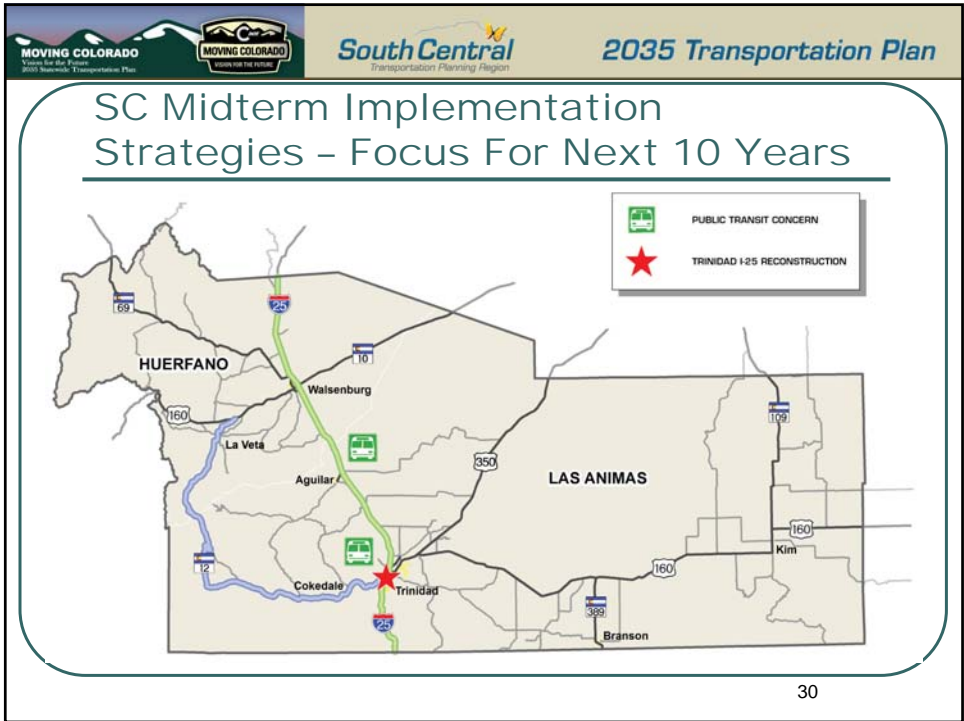 MOVING COLORADO
Vision for the Future
2035 Statewide Transportation Plan
MOVING COLORADO
VISION FOR THE FUTURE
South Central
Transportation Planning Region
2035 Transportation Plan
SC Midterm Implementation
Strategies – Focus For Next 10 Years
PUBLIC TRANSIT CONCERN
TRINIDAD I-25 RECONSTRUCTION
69
25
10
HUERFANO
Walsenburg
160
La Veta
109
350
Aguilar
LAS ANIMAS
160
Kim
12
160
Cokedale
Trinidad
389
25
Branson
30